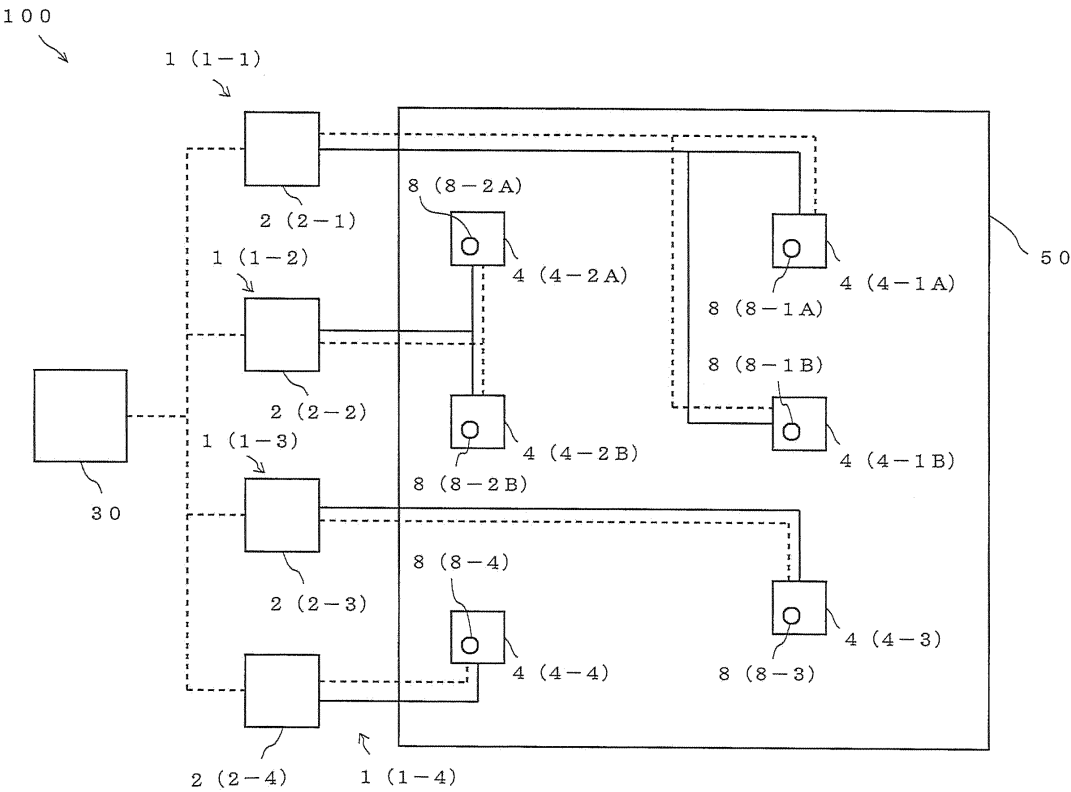 100
1 (1-1)
2 (2-1)
8 (8-2A)
4 (4-2A)
50
4 (4-1A)
8 (8-1A)
1 (1-2)
8 (8-1B)
2 (2-2)
1 (1-3)
4 (4-2B)
4 (4-1B)
8 (8-2B)
30
8 (8-4)
2 (2-3)
4 (4-3)
4 (4-4)
8 (8-3)
2 (2-4)
1 (1-4)